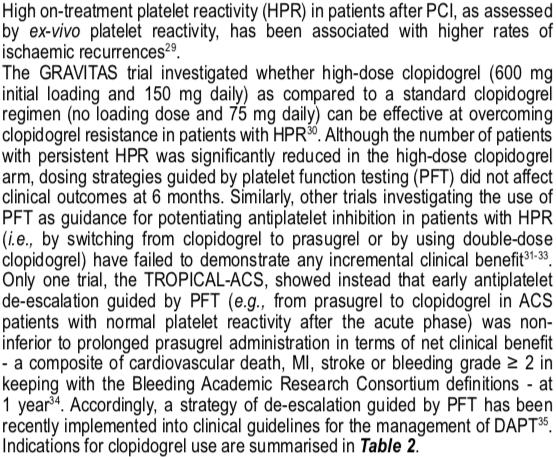 High on-treatment platelet reactivity (HPR) in patients after PCI, as assessed
by ex-vivo platelet reactivity, has been associated with higher rates of
ischaemic recurrences29.
The GRAVITAS trial investigated whether high-dose clopidogrel (600 mg
initial loading and 150 mg daily) as compared to a standard clopidogrel
regimen (no loading dose and 75 mg daily) can be effective at overcoming
clopidogrel resistance in patients with HPR30. Although the number of patients
with persistent HPR was significantly reduced in the high-dose clopidogrel
arm, dosing strategies guided by platelet function testing (PFT) did not affect
clinical outcomes at 6 months. Similarly, other trials investigating the use of
PFT as guidance for potentiating antiplatelet inhibition in patients with HPR
(i.e., by switching from clopidogrel to prasugrel or by using double-dose
clopidogrel) have failed to demonstrate any incremental clinical benefit31-33.
Only one trial, the TROPICAL-ACS, showed instead that early antiplatelet
de-escalation guided by PFT (e.g., from prasugrel to clopidogrel in ACS
patients with normal platelet reactivity after the acute phase) was non-
inferior to prolonged prasugrel administration in terms of net clinical benefit
- a composite of cardiovascular death, MI, stroke or bleeding grade ≥ 2 in
keeping with the Bleeding Academic Research Consortium definitions - at
1 year34. Accordingly, a strategy of de-escalation guided by PFT has been
recently implemented into clinical guidelines for the management of DAPT35.
Indications for clopidogrel use are summarised in Table 2.